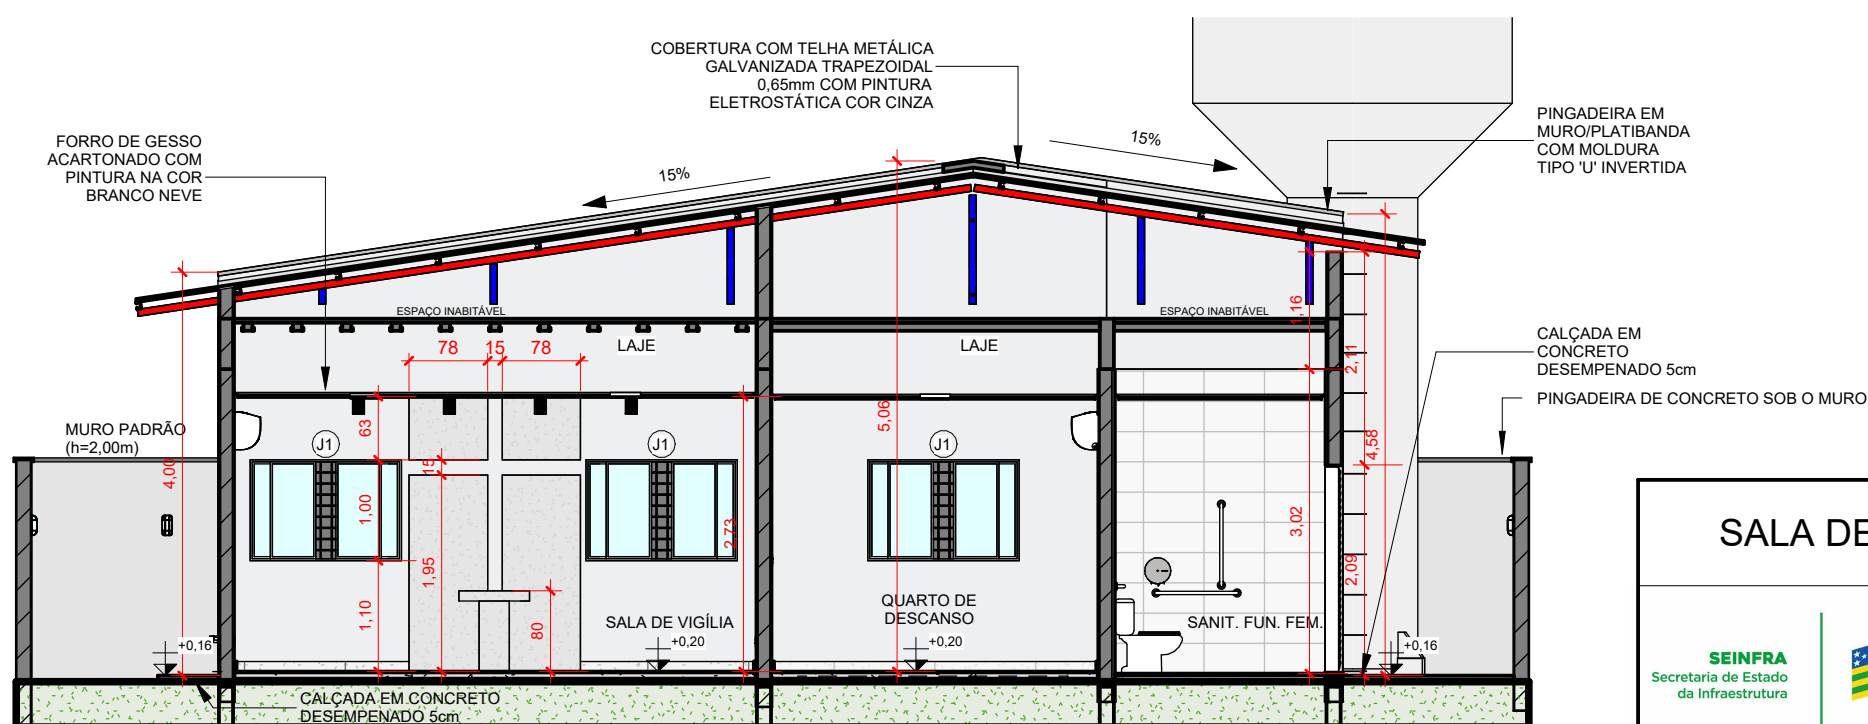 COBERTURA COM TELHA METÁLICA
GALVANIZADA TRAPEZOIDAL
0,65mm COM PINTURA
ELETROSTÁTICA COR CINZA
FORRO DE GESSO
ACARTONADO COM
PINTURA NA COR
BRANCO NEVE
15%
15%
PINGADEIRA EM
MURO/PLATIBANDA
COM MOLDURA
TIPO 'U' INVERTIDA
ESPAÇO INABITÁVEL
ESPAÇO INABITÁVEL
1,16
78
15
78
LAJE
LAJE
2,11
CALÇADA EM
CONCRETO
DESEMPENADO 5cm
PINGADEIRA DE CONCRETO SOB O MURO
MURO PADRÃO
(h=2,00m)
4,00
63
15
5,06
4,58
J1
J1
J1
1,00
1,95
2,73
3,02
2,09
1,10
80
SALA DE VIGÍLIA
+0,20
QUARTO DE
DESCANSO
+0,20
SANIT. FUN. FEM.
+0,16
+0,16
CALÇADA EM CONCRETO
DESEMPENADO 5cm
SALA DE
SEINFRA
Secretaria de Estado
da Infraestrutura